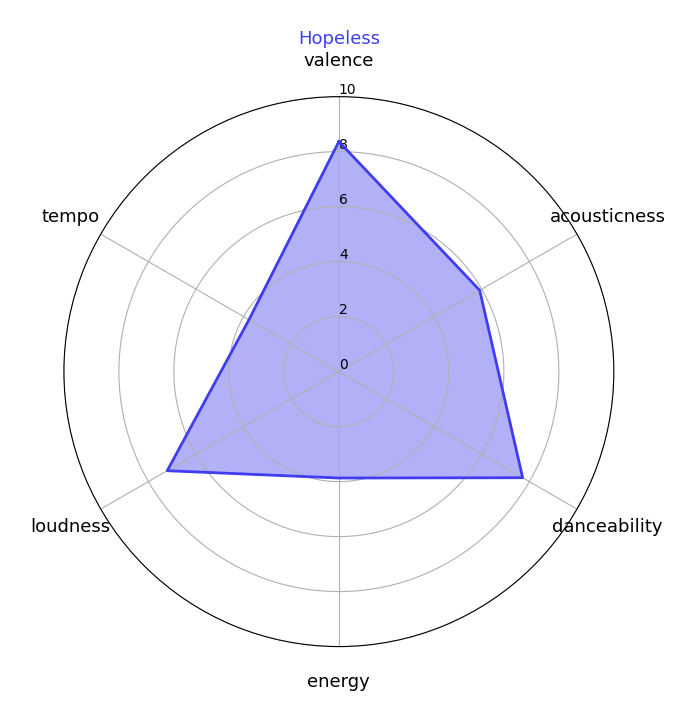 Hopeless
valence
10
8
6
4
2
0
tempo
acousticness
loudness
danceability
energy